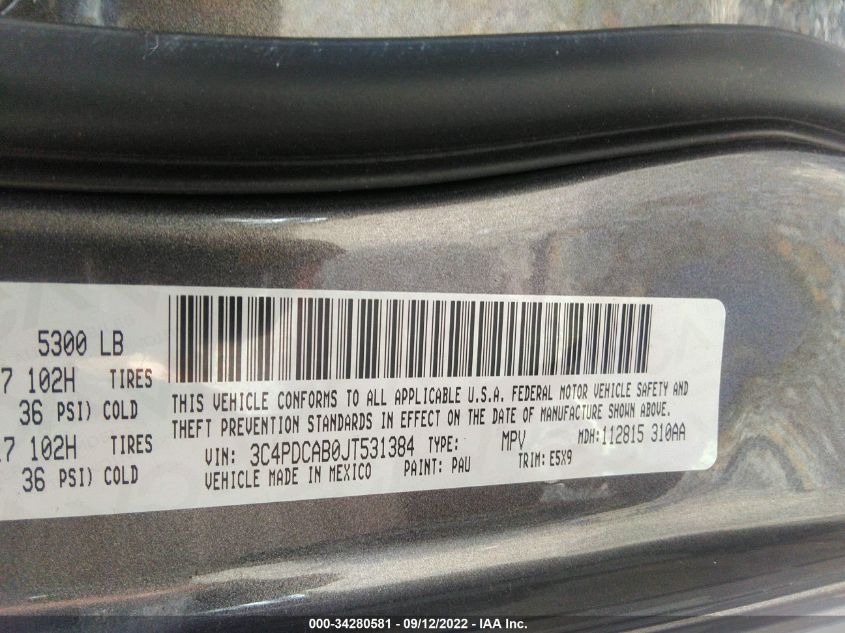 5300 LB
7 102H TIRES
36 PSI) COLD
17 102H TIRES
36 PSI) COLD
THIS VEHICLE CONFORMS TO ALL APPLICABLE U.S.A. FEDERAL MOTOR VEHICLE SAFETY AND
THEFT PREVENTION STANDARDS IN EFFECT ON THE DATE OF MANUFACTURE SHOWN ABOVE.
VIN: 3C4PDCAB0JT531384 TYPE: MPV MDH:112815 310AA
VEHICLE MADE IN MEXICO PAINT: PAU TRIM: E5X9
000-34280581 - 09/12/2022 - IAA Inc.